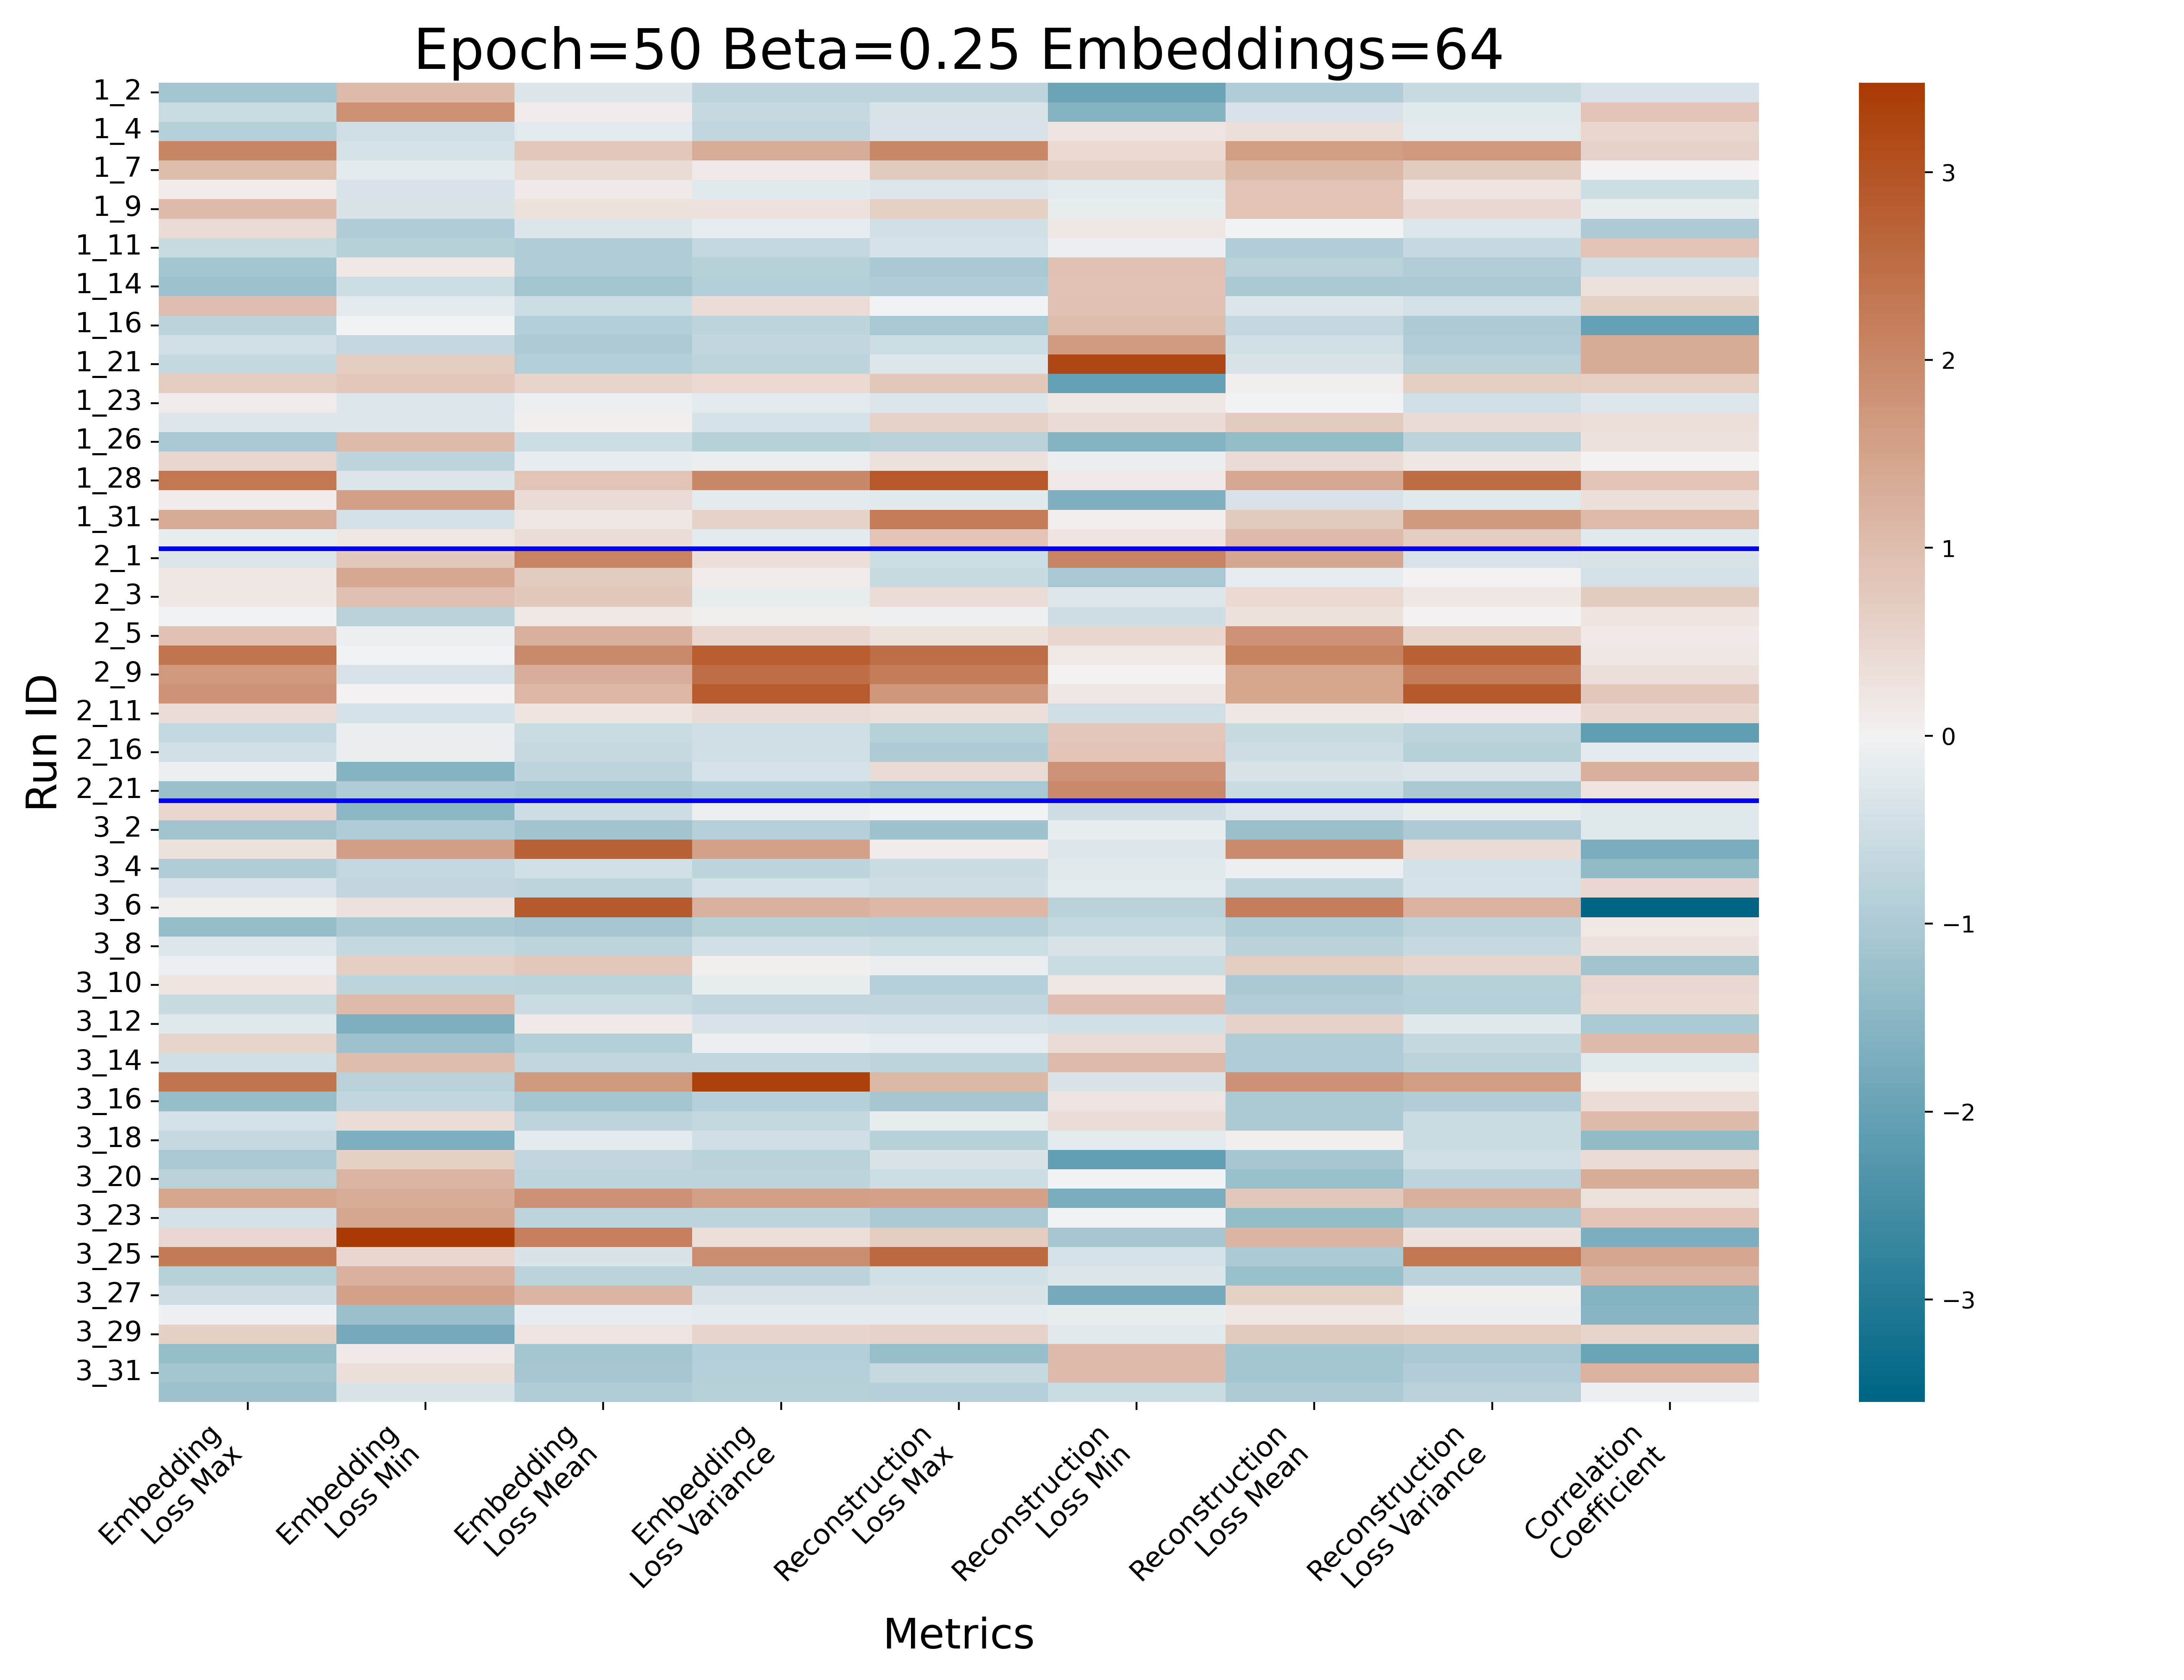 Epoch=50 Beta=0.25 Embeddings=64
Run ID
1_2
1_4
1_7
1_9
1_11
1_14
1_16
1_21
1_23
1_26
1_28
1_31
2_1
2_3
2_5
2_9
2_11
2_16
2_21
3_2
3_4
3_6
3_8
3_10
3_12
3_14
3_16
3_18
3_20
3_23
3_25
3_27
3_29
3_31
3
2
1
0
−1
−2
−3
Embedding
Loss Max
Embedding
Loss Min
Embedding
Loss Mean
Embedding
Loss Variance
Reconstruction
Loss Max
Reconstruction
Loss Min
Reconstruction
Loss Mean
Reconstruction
Loss Variance
Correlation
Coefficient
Metrics